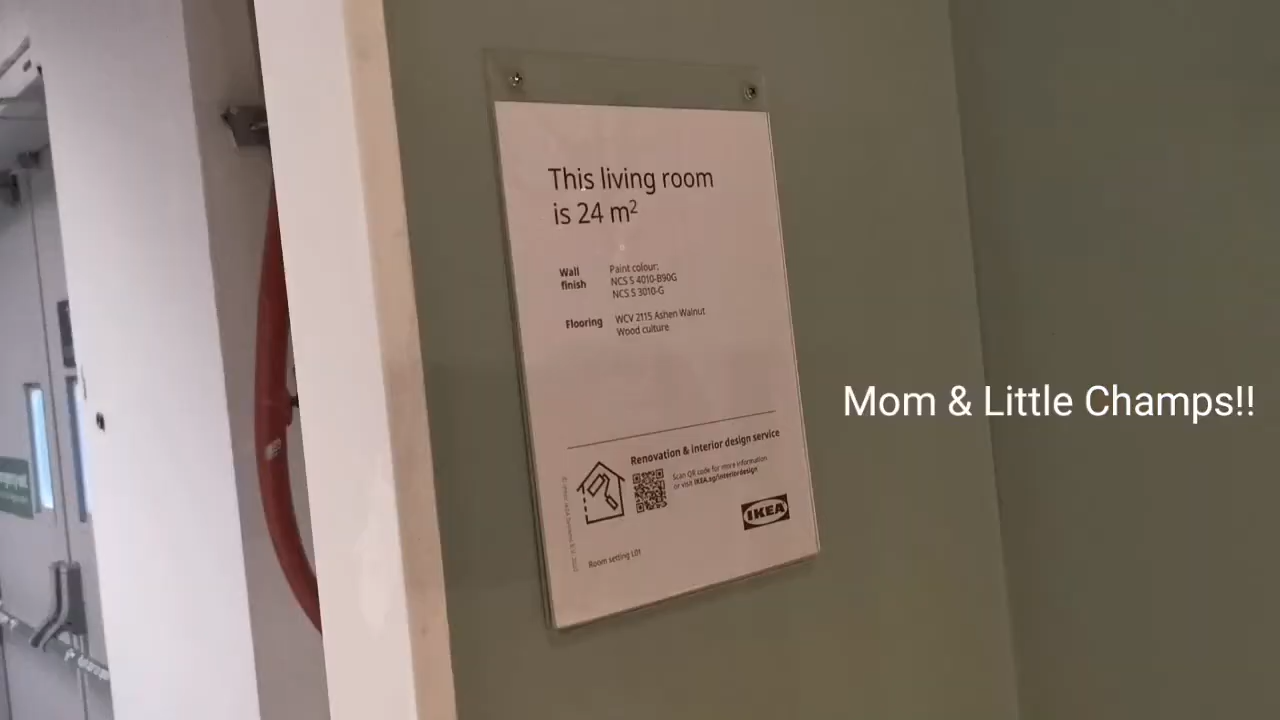 This living room
is 24 m²
Wall finish
Paint colour:
NCS S 4010-B90G
NCS S 3010-G
Flooring
WCV 2115 Ashen Walnut
Wood culture
Renovation & interior design service
Scan QR code for more information
or visit IKEA.sg/interiordesign
IKEA
Room setting L01
Mom & Little Champs!!